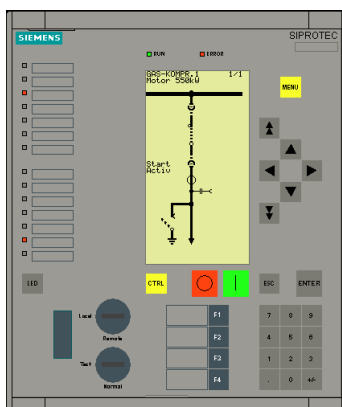 SIEMENS
SIPROTEC
RUN
ERROR
GAS-KOMPR.1 1/1
Motor 550kW
MENU
Start
Activ
LED
CTRL
ESC
ENTER
Local
Remote
Test
Normal
F1
F2
F3
F4
7 8 9
4 5 6
1 2 3
. 0 +/-